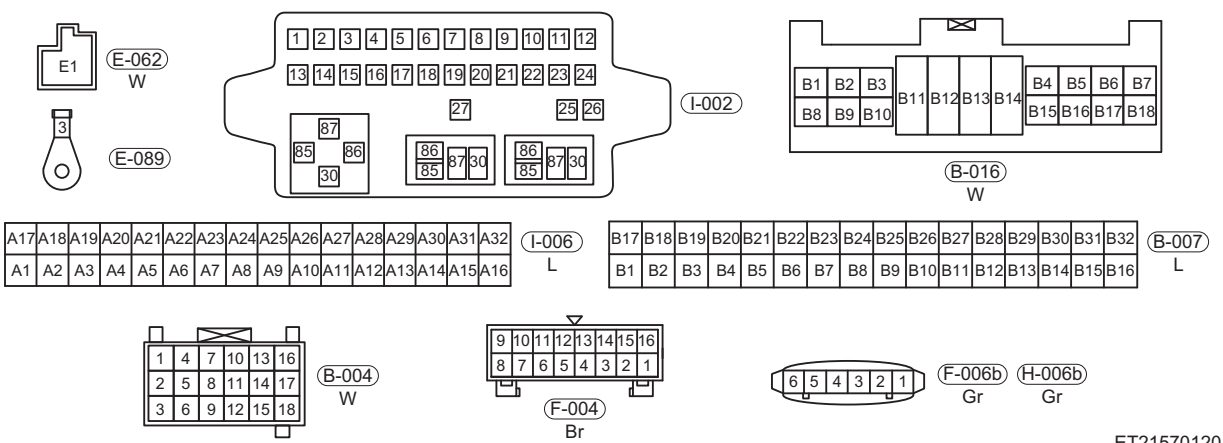 E1
E-062
W
3
E-089
1 2 3 4 5 6 7 8 9 10 11 12
13 14 15 16 17 18 19 20 21 22 23 24
27 25 26
87
85 86
30
86
85
87 30
86
85
87 30
I-002
B1 B2 B3 B11 B12 B13 B14 B4 B5 B6 B7
B8 B9 B10 B15 B16 B17 B18
B-016
W
A17 A18 A19 A20 A21 A22 A23 A24 A25 A26 A27 A28 A29 A30 A31 A32
A1 A2 A3 A4 A5 A6 A7 A8 A9 A10 A11 A12 A13 A14 A15 A16
I-006
L
B17 B18 B19 B20 B21 B22 B23 B24 B25 B26 B27 B28 B29 B30 B31 B32
B1 B2 B3 B4 B5 B6 B7 B8 B9 B10 B11 B12 B13 B14 B15 B16
B-007
L
1 4 7 10 13 16
2 5 8 11 14 17
3 6 9 12 15 18
B-004
W
9 10 11 12 13 14 15 16
8 7 6 5 4 3 2 1
F-004
Br
6 5 4 3 2 1
F-006b H-006b
Gr Gr
ET21570120